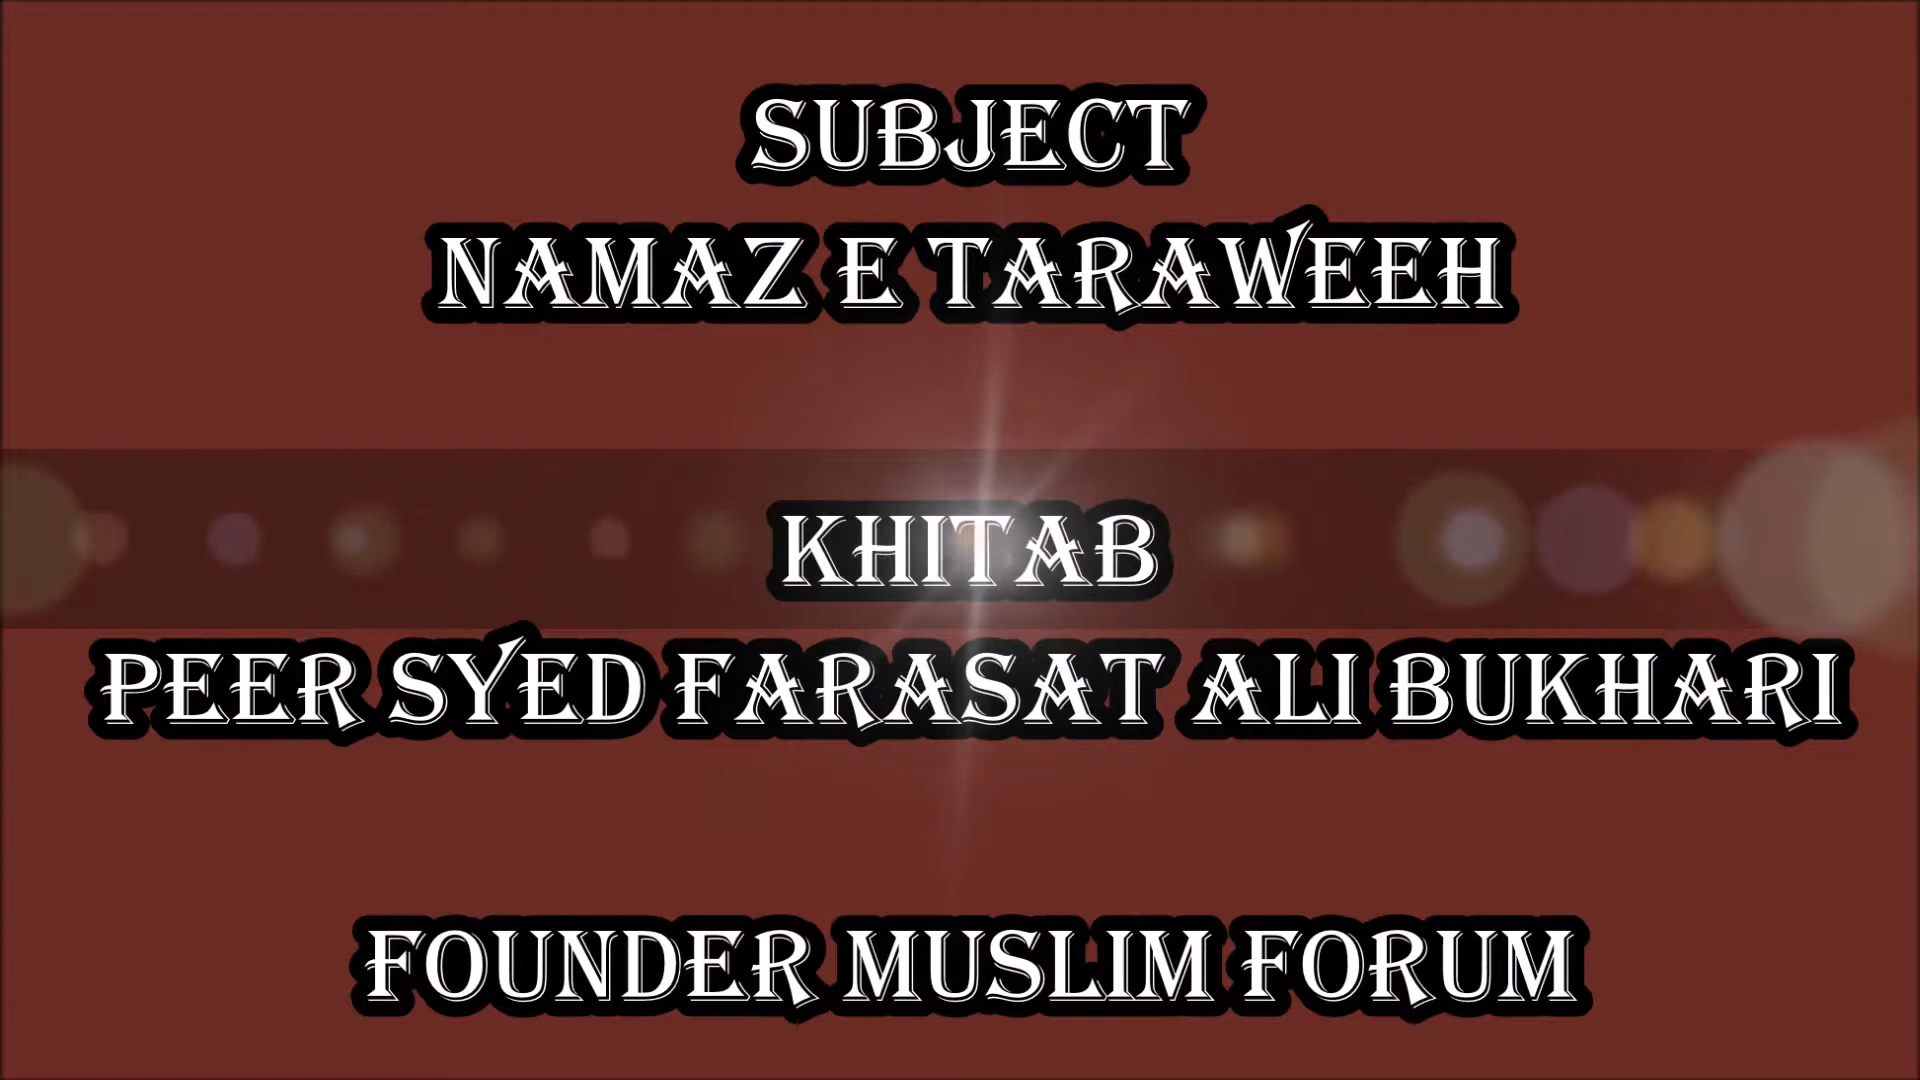 SUBJECT
NAMAZ E TARAWEEH
KHITAB
PEER SYED FARASAT ALI BUKHARI
FOUNDER MUSLIM FORUM